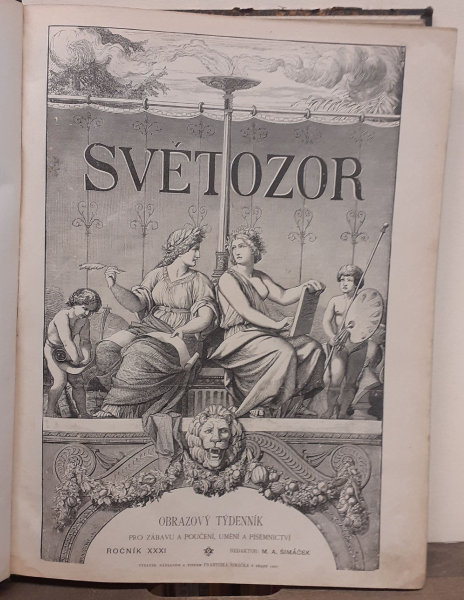 SVĚTOZOR
OBRAZOVÝ TÝDENNÍK
PRO ZÁBAVU A POUČENÍ, UMĚNÍ A PÍSEMNICTVÍ
ROČNÍK XXXI REDAKTOR: M. A. ŠIMÁČEK